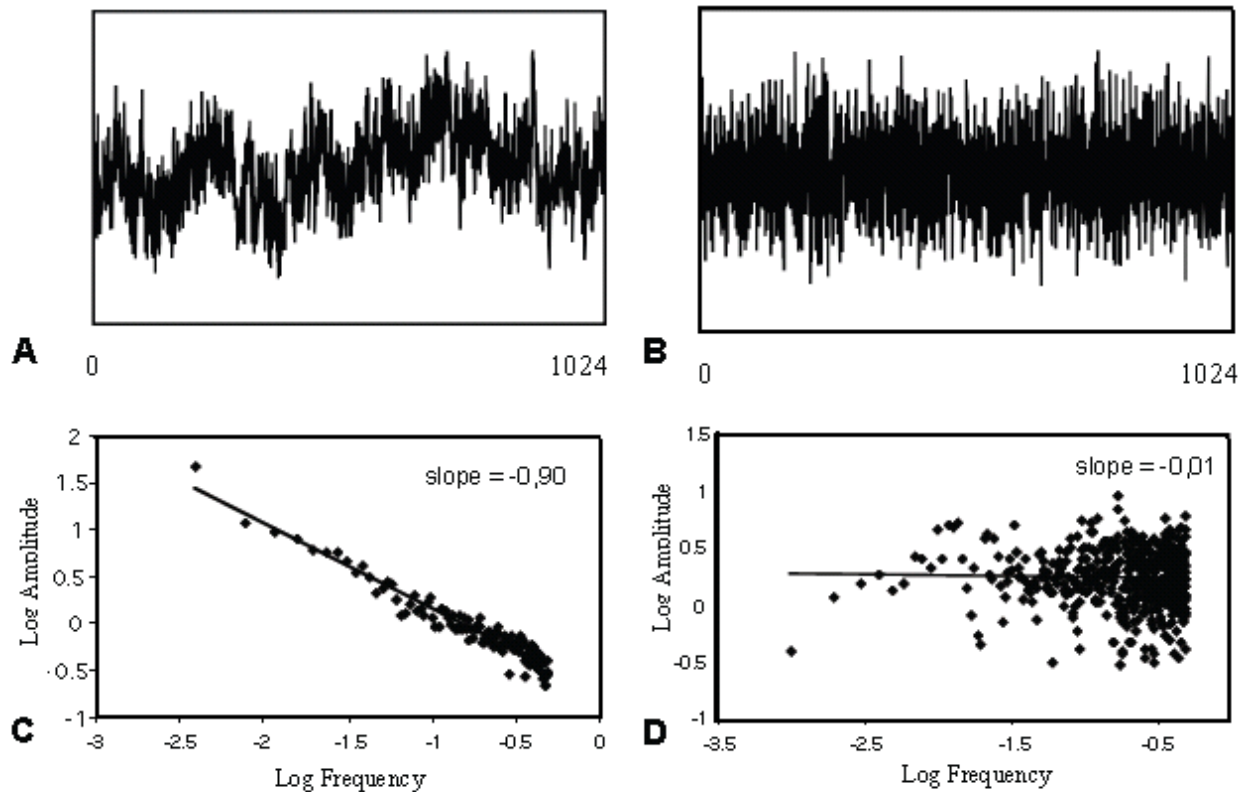 A
0 1024
B
0 1024
C
2
1.5
1
0.5
0
-0.5
-1
Log Amplitude
slope = -0,90
-3 -2.5 -2 -1.5 -1 -0.5 0
Log Frequency
D
1.5
1
0.5
0
-0.5
-1
Log Amplitude
slope = -0,01
-3.5 -2.5 -1.5 -0.5
Log Frequency